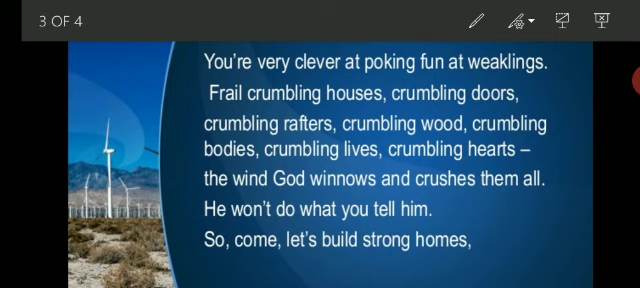 3 OF 4
You're very clever at poking fun at weaklings.
Frail crumbling houses, crumbling doors,
crumbling rafters, crumbling wood, crumbling
bodies, crumbling lives, crumbling hearts –
the wind God winnows and crushes them all.
He won't do what you tell him.
So, come, let's build strong homes,